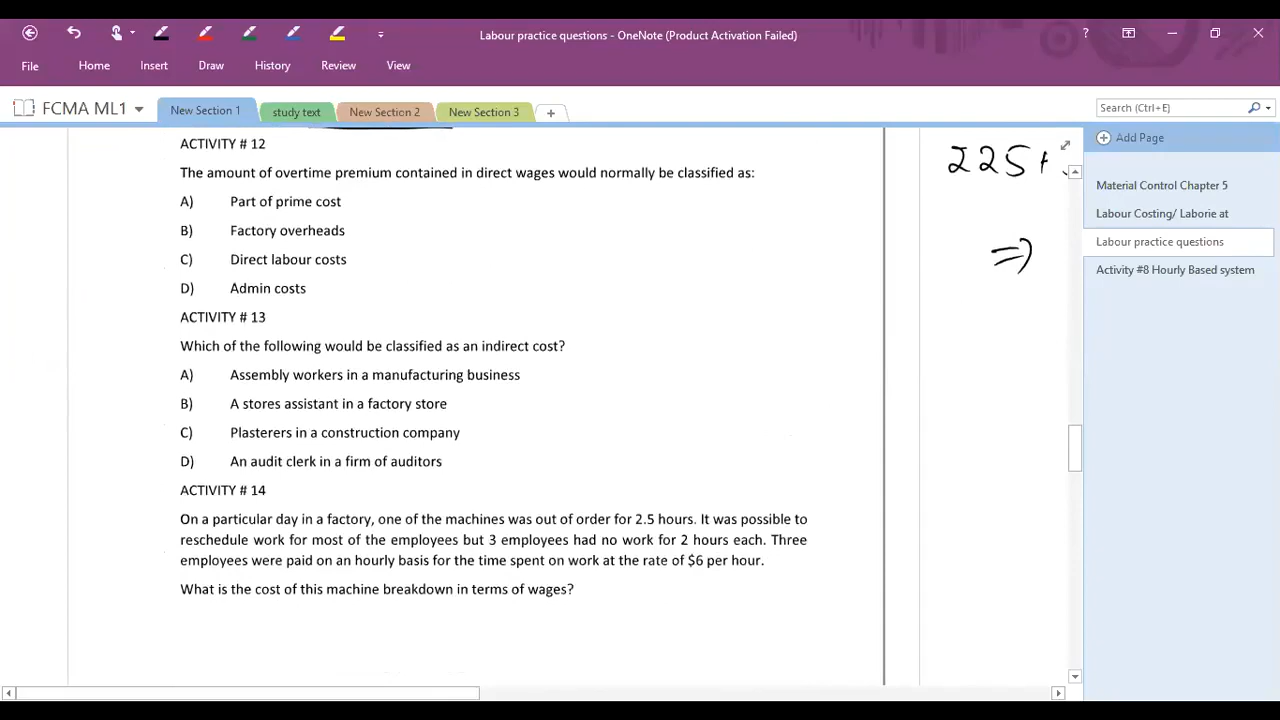 Labour practice questions - OneNote (Product Activation Failed)
?
File
Home
Insert
Draw
History
Review
View
FCMA ML1
New Section 1
study text
New Section 2
New Section 3
Search (Ctrl+E)
ACTIVITY # 12
The amount of overtime premium contained in direct wages would normally be classified as:
A) Part of prime cost
B) Factory overheads
C) Direct labour costs
D) Admin costs
ACTIVITY # 13
Which of the following would be classified as an indirect cost?
A) Assembly workers in a manufacturing business
B) A stores assistant in a factory store
C) Plasterers in a construction company
D) An audit clerk in a firm of auditors
ACTIVITY # 14
On a particular day in a factory, one of the machines was out of order for 2.5 hours. It was possible to
reschedule work for most of the employees but 3 employees had no work for 2 hours each. Three
employees were paid on an hourly basis for the time spent on work at the rate of $6 per hour.
What is the cost of this machine breakdown in terms of wages?
225+
⇒
Add Page
Material Control Chapter 5
Labour Costing/ Laborie at
Labour practice questions
Activity #8 Hourly Based system